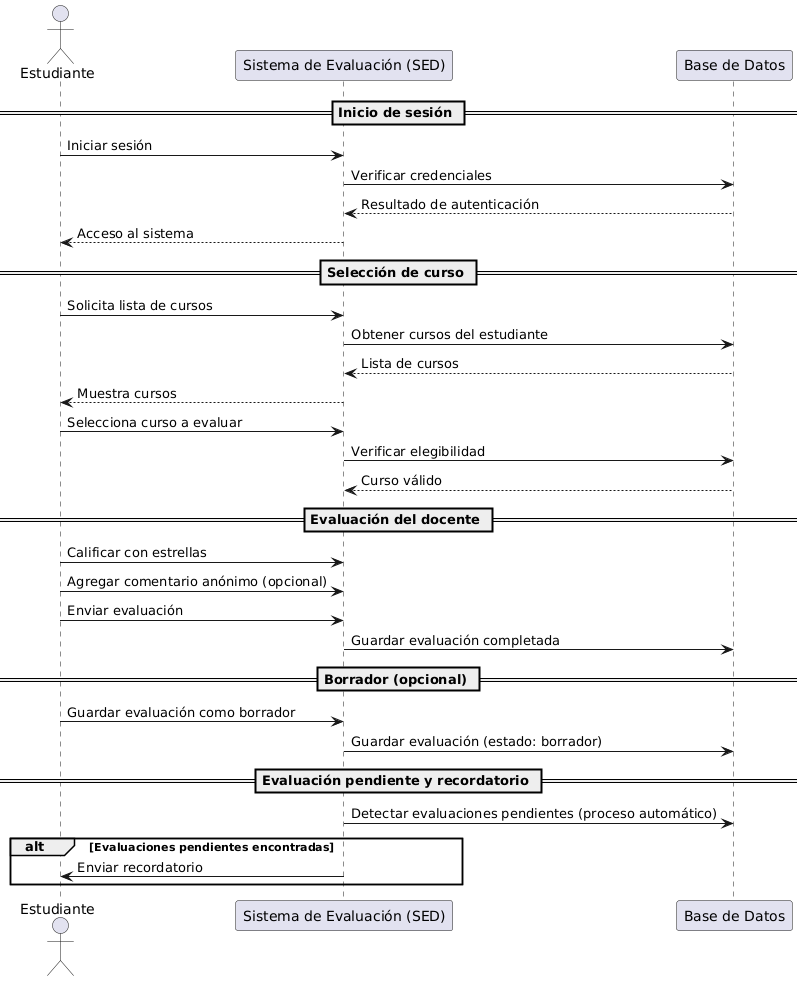 Estudiante
Sistema de Evaluación (SED)
Base de Datos
Inicio de sesión
Iniciar sesión
Verificar credenciales
Resultado de autenticación
Acceso al sistema
Selección de curso
Solicita lista de cursos
Obtener cursos del estudiante
Lista de cursos
Muestra cursos
Selecciona curso a evaluar
Verificar elegibilidad
Curso válido
Evaluación del docente
Calificar con estrellas
Agregar comentario anónimo (opcional)
Enviar evaluación
Guardar evaluación completada
Borrador (opcional)
Guardar evaluación como borrador
Guardar evaluación (estado: borrador)
Evaluación pendiente y recordatorio
Detectar evaluaciones pendientes (proceso automático)
alt [Evaluaciones pendientes encontradas]
Enviar recordatorio
Estudiante
Sistema de Evaluación (SED)
Base de Datos